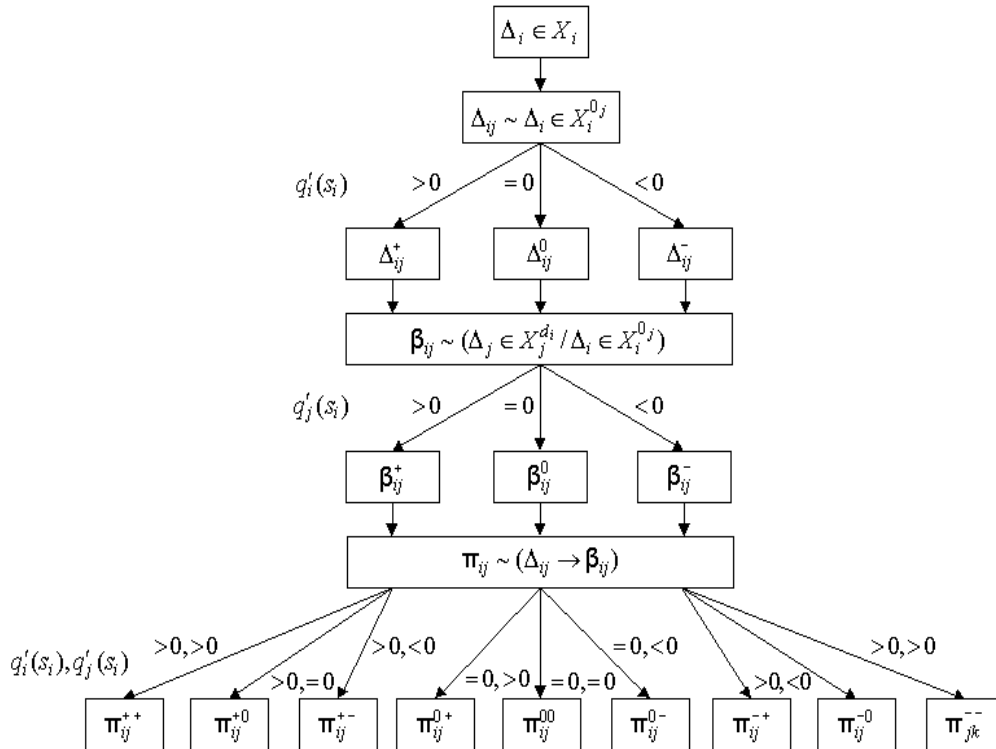 Δ_i ∈ X_i
Δ_ij ~ Δ_i ∈ X_i^{0_j}
q'_i(s_i) >0 =0 <0
Δ_ij^+ Δ_ij^0 Δ_ij^-
β_ij ~ (Δ_j ∈ X_j^{d_i} / Δ_i ∈ X_i^{0_j})
q'_j(s_i) >0 =0 <0
β_ij^+ β_ij^0 β_ij^-
π_ij ~ (Δ_ij → β_ij)
q'_i(s_i), q'_j(s_i) >0,>0 >0,<0 =0,<0 >0,>0
>0,=0 =0,>0 =0,=0 >0,<0
π_ij^{++} π_ij^{+0} π_ij^{+-} π_ij^{0+} π_ij^{00} π_ij^{0-} π_ij^{-+} π_ij^{-0} π_jk^{--}